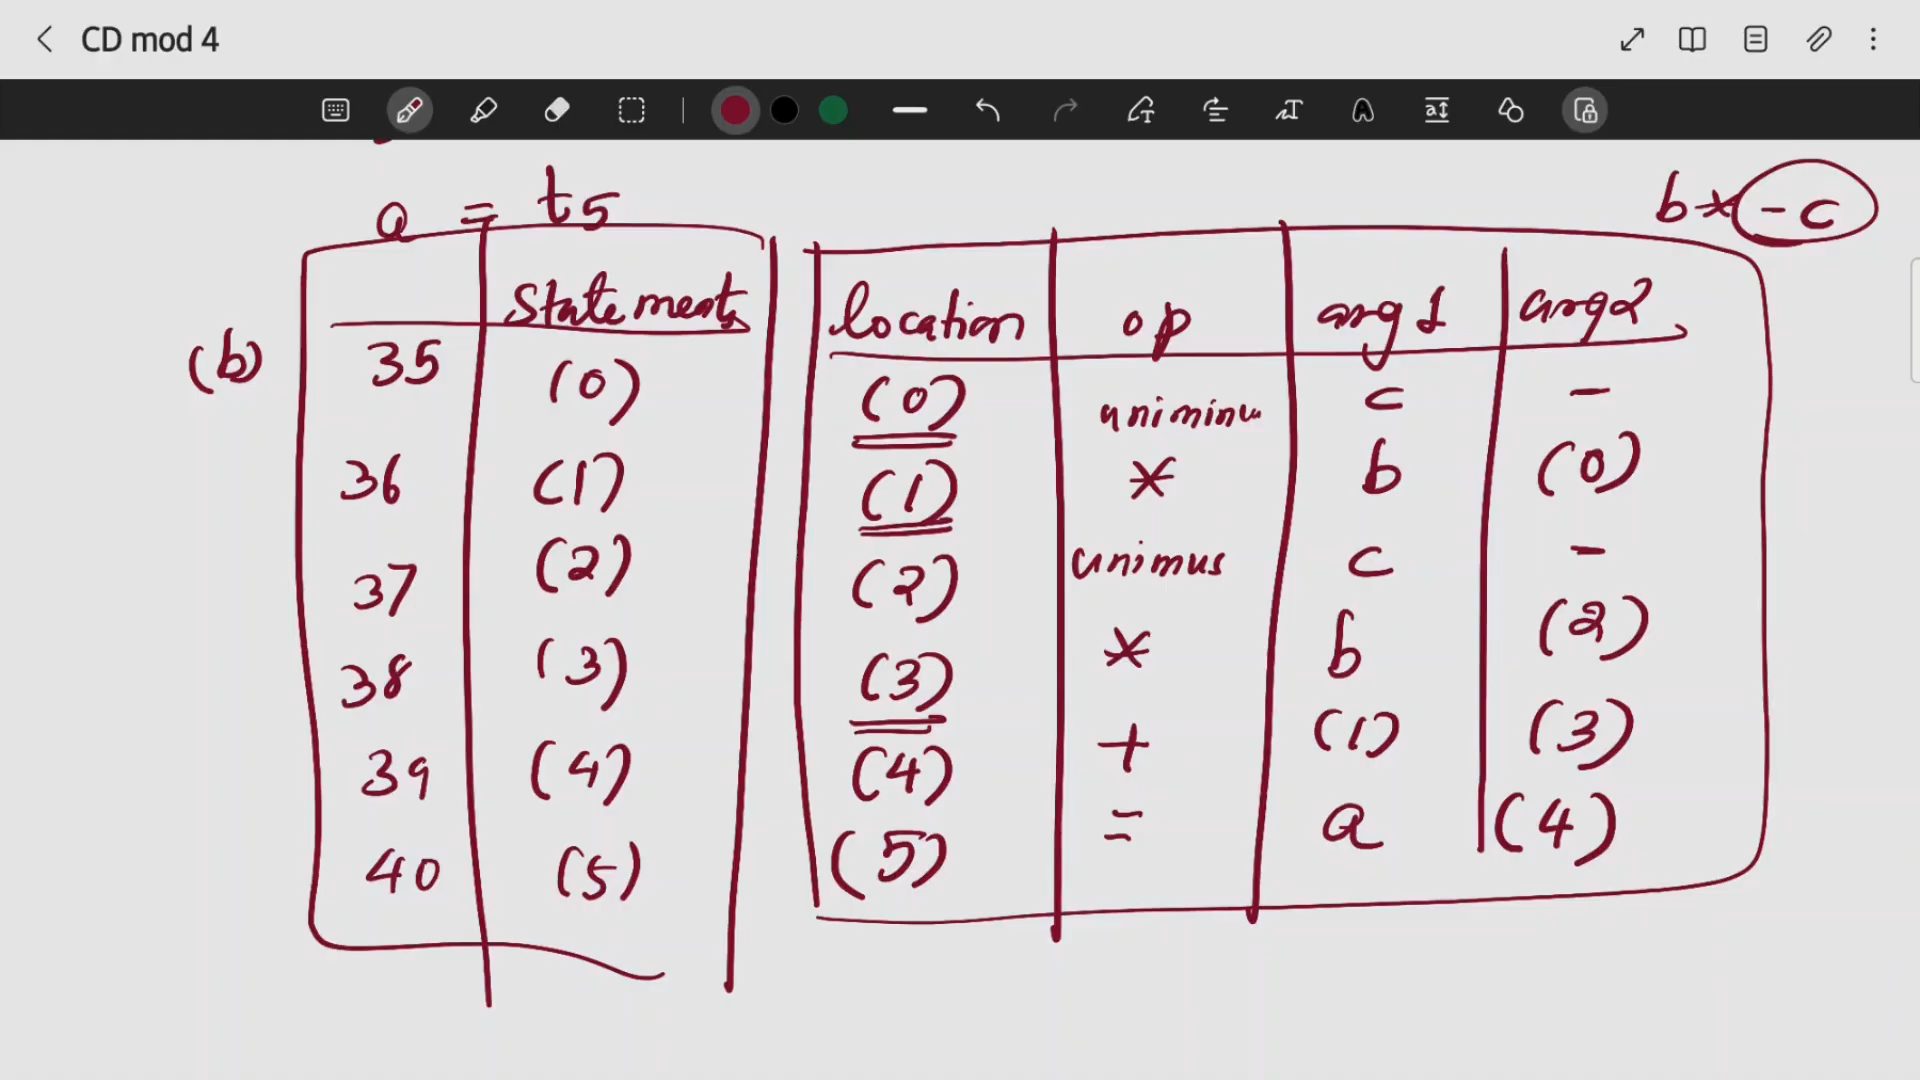 CD mod 4
a = t5
b * - c
Statements
location op arg1 arg2
(b)
35 (0) (0) uniminu c -
36 (1) (1) * b (0)
37 (2) (2) unimus c -
38 (3) (3) * b (2)
39 (4) (4) + (1) (3)
40 (5) (5) = a (4)